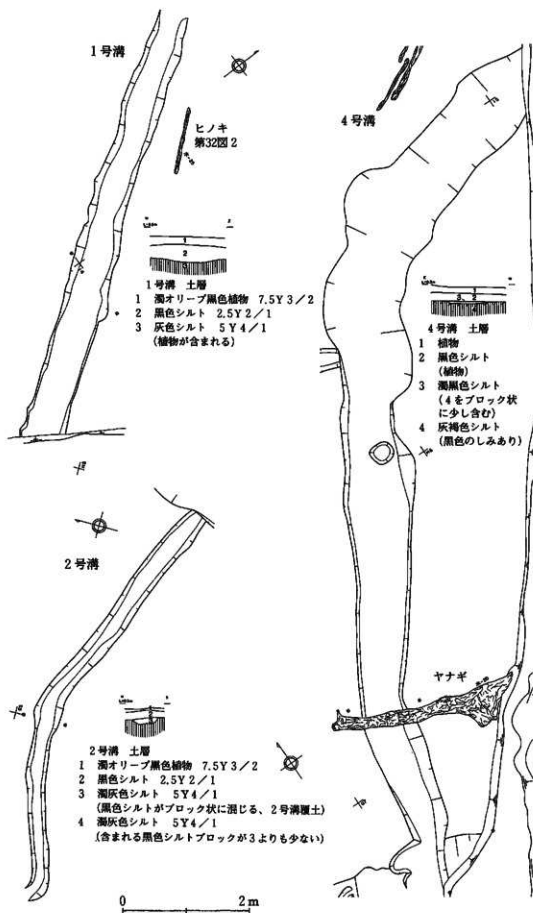 1号溝
ヒノキ
第32図2
1
2
3
1号溝 土層
1 濁オリーブ黒色植物 7.5Y3/2
2 黒色シルト 2.5Y2/1
3 灰色シルト 5Y4/1
(植物が含まれる)
2号溝
2号溝 土層
1 濁オリーブ黒色植物 7.5Y3/2
2 黒色シルト 2.5Y2/1
3 濁灰色シルト 5Y4/1
(黒色シルトがブロック状に混じる、2号溝覆土)
4 濁灰色シルト 5Y4/1
(含まれる黒色シルトブロックが3よりも少ない)
0 2m
4号溝
1
3、2
4
4号溝 土層
1 植物
2 黒色シルト
(植物)
3 濁黒色シルト
(4をブロック状
に少し含む)
4 灰褐色シルト
(黒色のしみあり)
ヤナギ